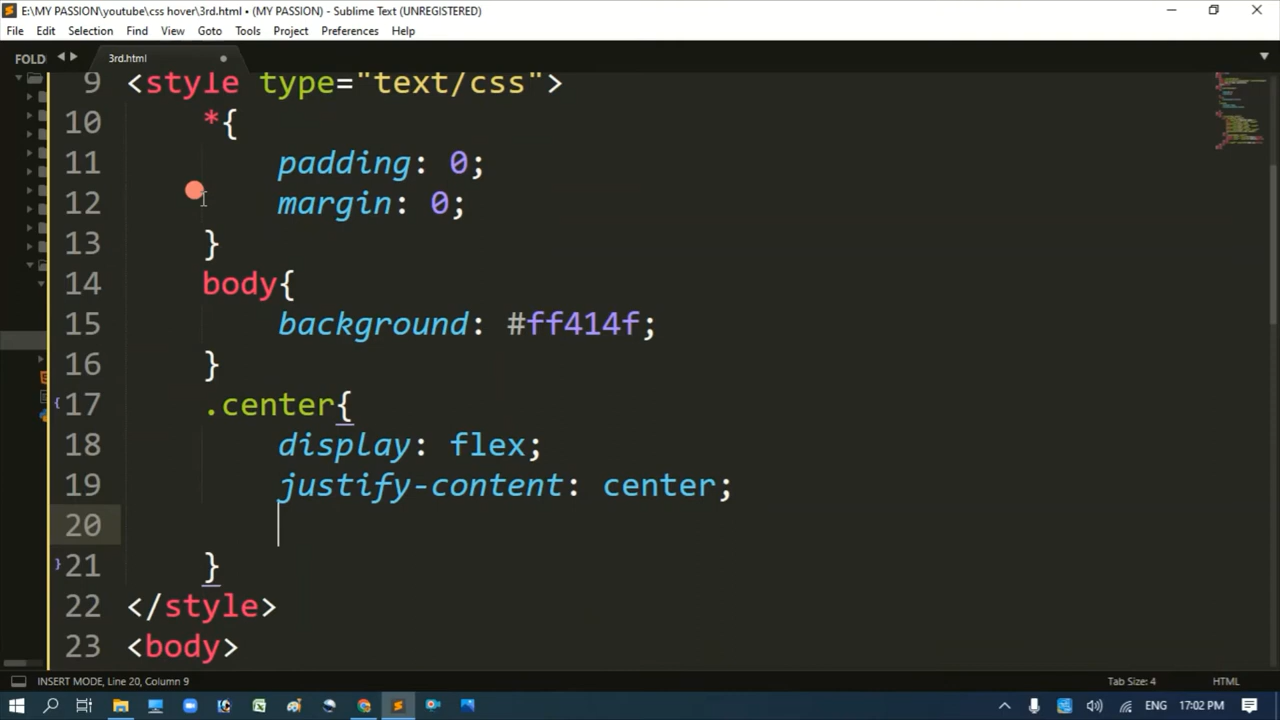 E:\MY PASSION\youtube\css hover\3rd.html • (MY PASSION) - Sublime Text (UNREGISTERED)
File Edit Selection Find View Goto Tools Project Preferences Help
FOLD 3rd.html
9 <style type="text/css">
10 *{
11 padding: 0;
12 margin: 0;
13 }
14 body{
15 background: #ff414f;
16 }
17 .center{
18 display: flex;
19 justify-content: center;
20
21 }
22 </style>
23 <body>
INSERT MODE, Line 20, Column 9 Tab Size: 4 HTML
ENG 17:02 PM